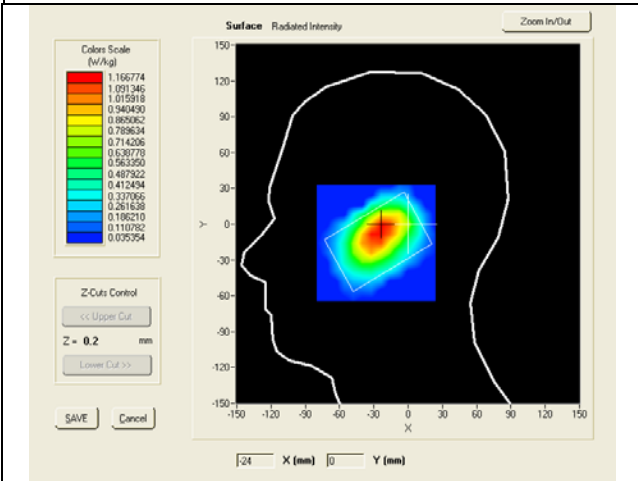 Surface Radiated Intensity
Zoom In/Out
Colors Scale
(W/kg)
1.166774
1.091346
1.015918
0.940490
0.865062
0.789634
0.714206
0.638778
0.563350
0.487922
0.412494
0.337066
0.261638
0.186210
0.110782
0.035354
Z-Cuts Control
<< Upper Cut
Z = 0.2 mm
Lower Cut >>
SAVE Cancel
150
120
90
60
30
0
-30
-60
-90
-120
-150
Y
-150 -120 -90 -60 -30 0 30 60 90 120 150
X
-24 X (mm) 0 Y (mm)